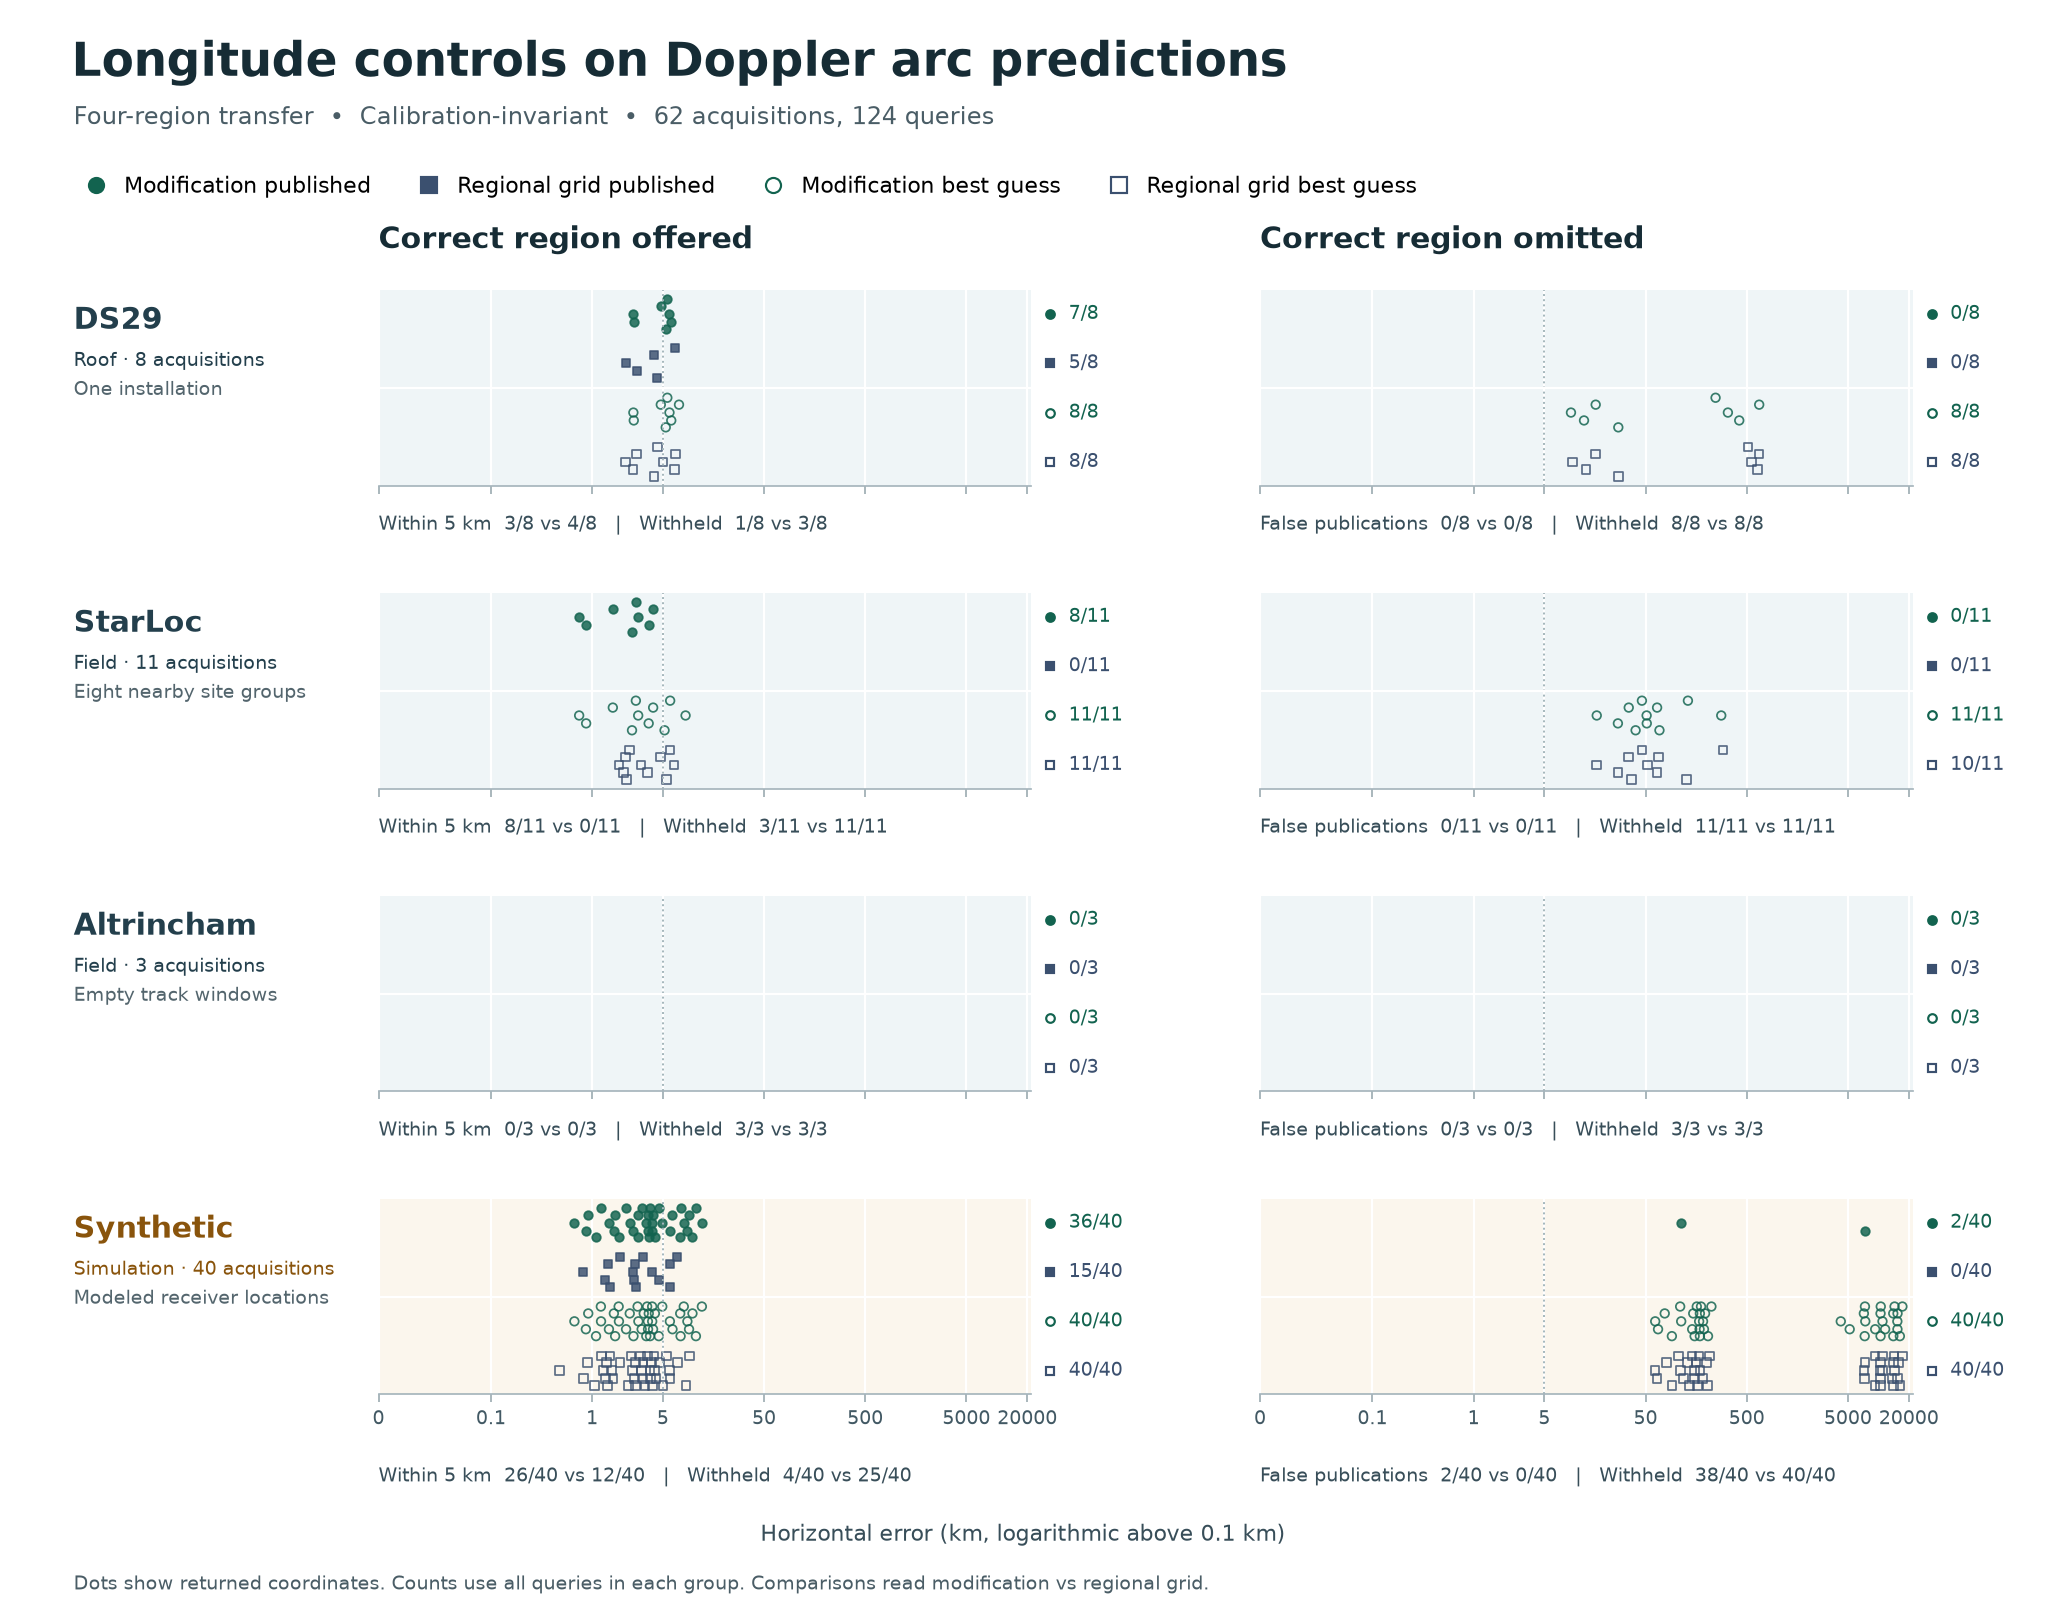 Longitude controls on Doppler arc predictions
Four-region transfer • Calibration-invariant • 62 acquisitions, 124 queries
Modification published
Regional grid published
Modification best guess
Regional grid best guess
Correct region offered
Correct region omitted
DS29
Roof · 8 acquisitions
One installation
7/8
5/8
8/8
8/8
Within 5 km 3/8 vs 4/8 | Withheld 1/8 vs 3/8
0/8
0/8
8/8
8/8
False publications 0/8 vs 0/8 | Withheld 8/8 vs 8/8
StarLoc
Field · 11 acquisitions
Eight nearby site groups
8/11
0/11
11/11
11/11
Within 5 km 8/11 vs 0/11 | Withheld 3/11 vs 11/11
0/11
0/11
11/11
10/11
False publications 0/11 vs 0/11 | Withheld 11/11 vs 11/11
Altrincham
Field · 3 acquisitions
Empty track windows
0/3
0/3
0/3
0/3
Within 5 km 0/3 vs 0/3 | Withheld 3/3 vs 3/3
0/3
0/3
0/3
0/3
False publications 0/3 vs 0/3 | Withheld 3/3 vs 3/3
Synthetic
Simulation · 40 acquisitions
Modeled receiver locations
36/40
15/40
40/40
40/40
0 0.1 1 5 50 500 5000 20000
Within 5 km 26/40 vs 12/40 | Withheld 4/40 vs 25/40
2/40
0/40
40/40
40/40
0 0.1 1 5 50 500 5000 20000
False publications 2/40 vs 0/40 | Withheld 38/40 vs 40/40
Horizontal error (km, logarithmic above 0.1 km)
Dots show returned coordinates. Counts use all queries in each group. Comparisons read modification vs regional grid.